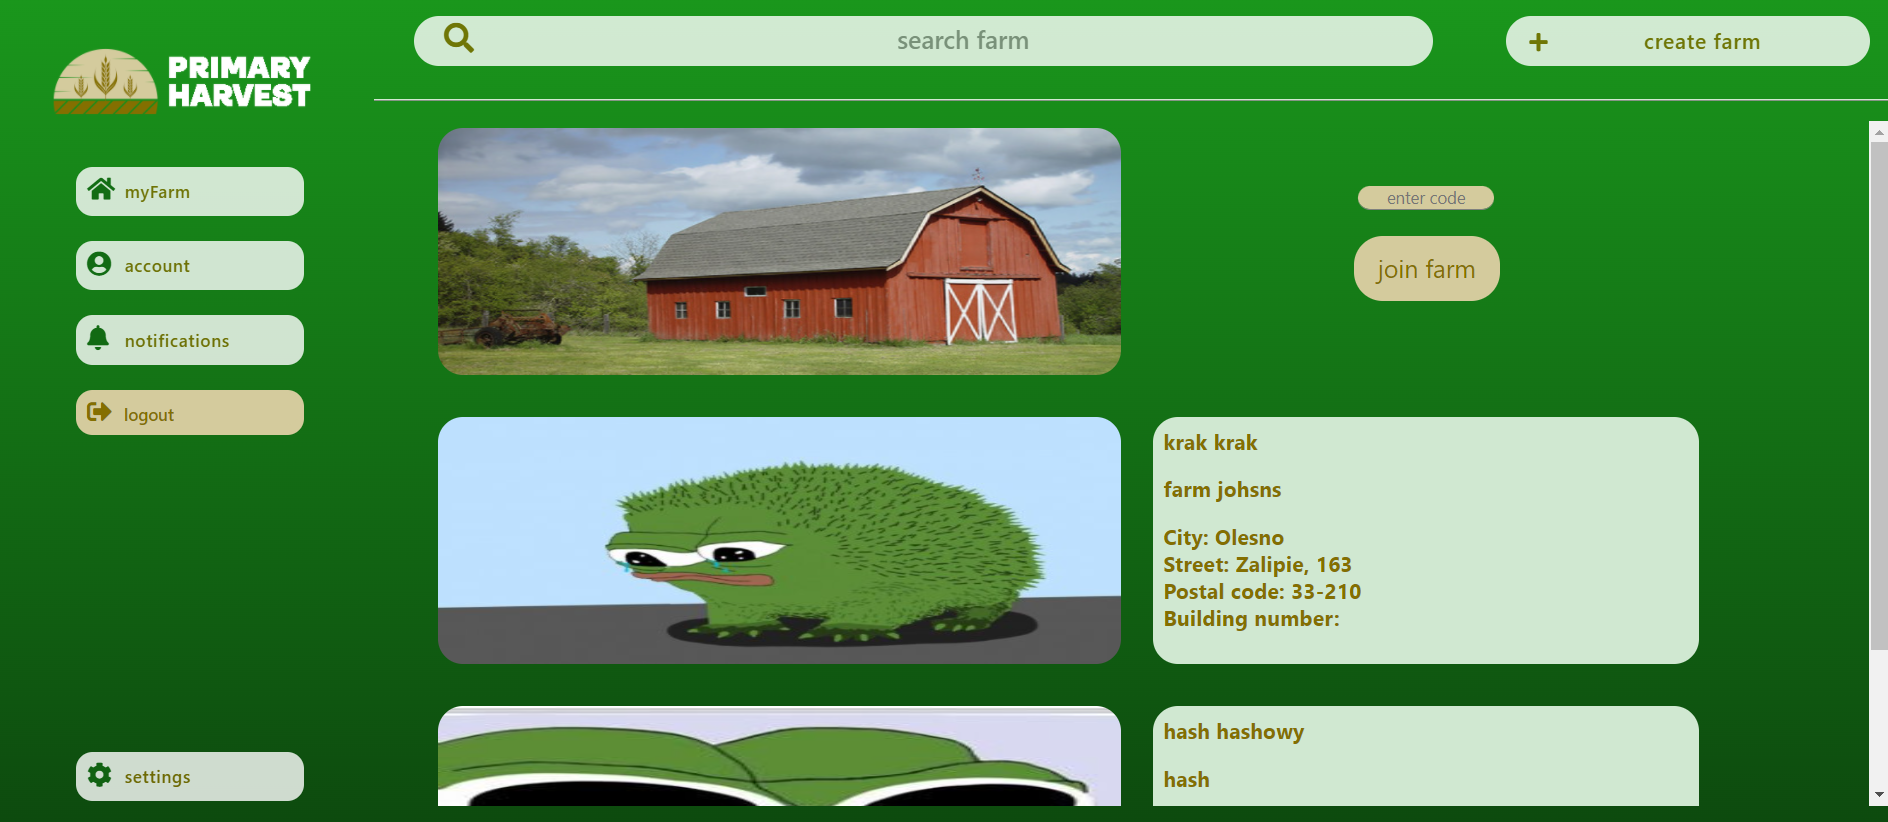 PRIMARY
HARVEST
search farm
create farm
myFarm
account
notifications
logout
settings
enter code
join farm
krak krak
farm johsns
City: Olesno
Street: Zalipie, 163
Postal code: 33-210
Building number:
hash hashowy
hash